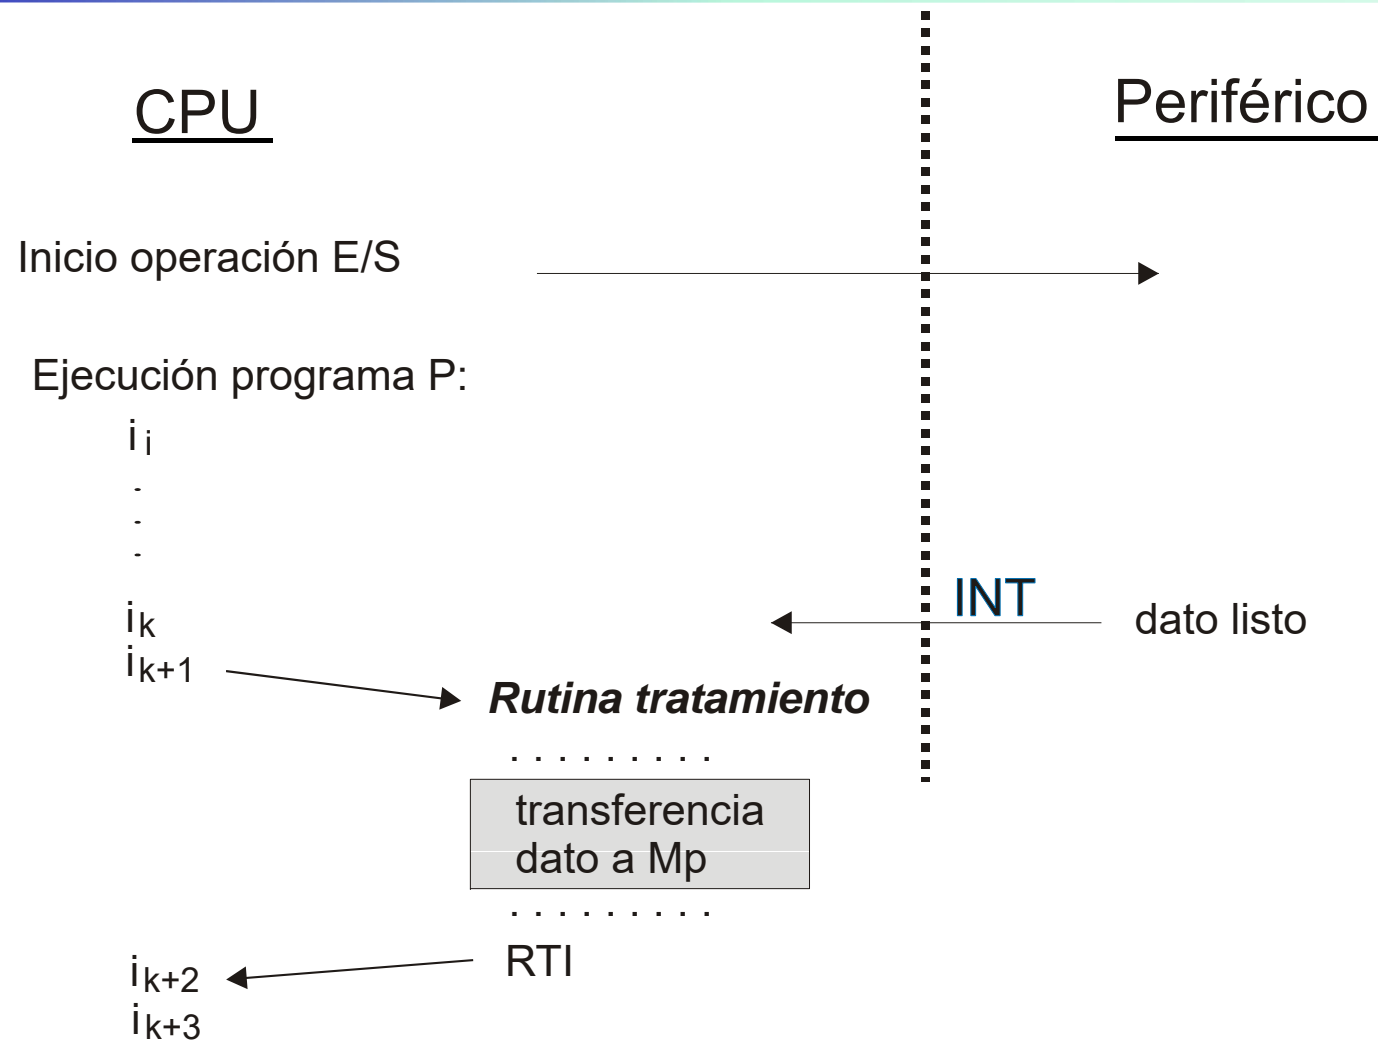 CPU
Periférico
Inicio operación E/S
Ejecución programa P:
i i
.
.
.
i k
INT
dato listo
i k+1
Rutina tratamiento
. . . . . . . . .
transferencia
dato a Mp
. . . . . . . . .
RTI
i k+2
i k+3